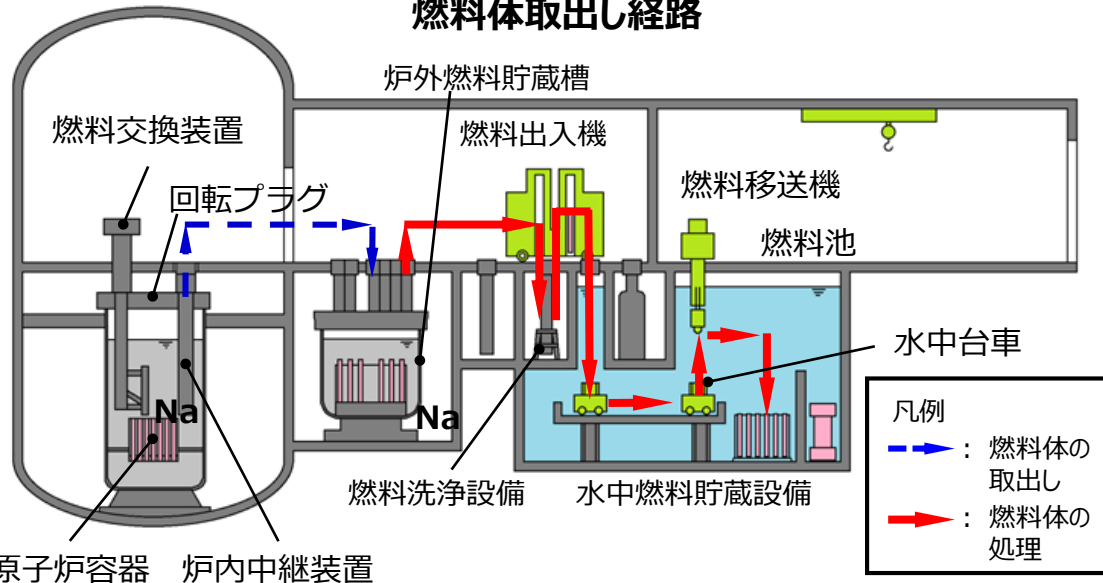 燃料体取出し経路
炉外燃料貯蔵槽
燃料交換装置
燃料出入機
回転プラグ
燃料移送機
燃料池
水中台車
Na
Na
凡例
： 燃料体の
取出し
： 燃料体の
処理
燃料洗浄設備
水中燃料貯蔵設備
原子炉容器
炉内中継装置